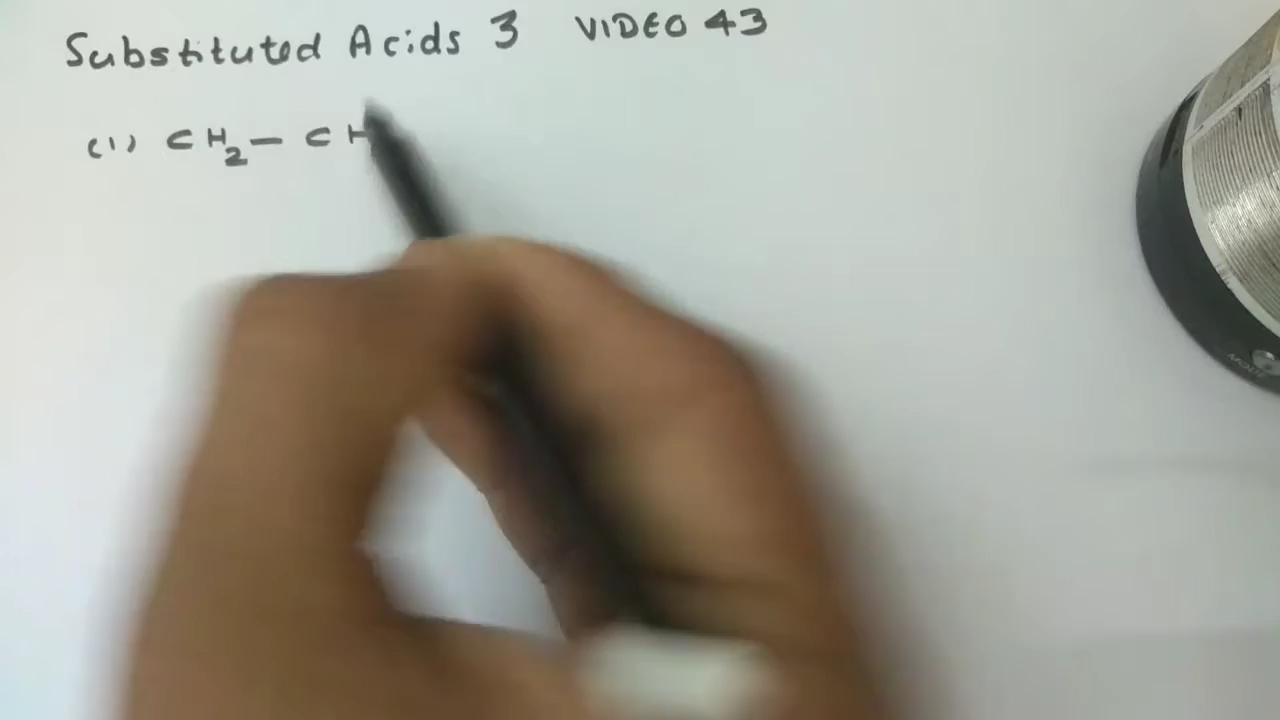 Substituted Acids 3 VIDEO 43
(1) CH₂ - CH